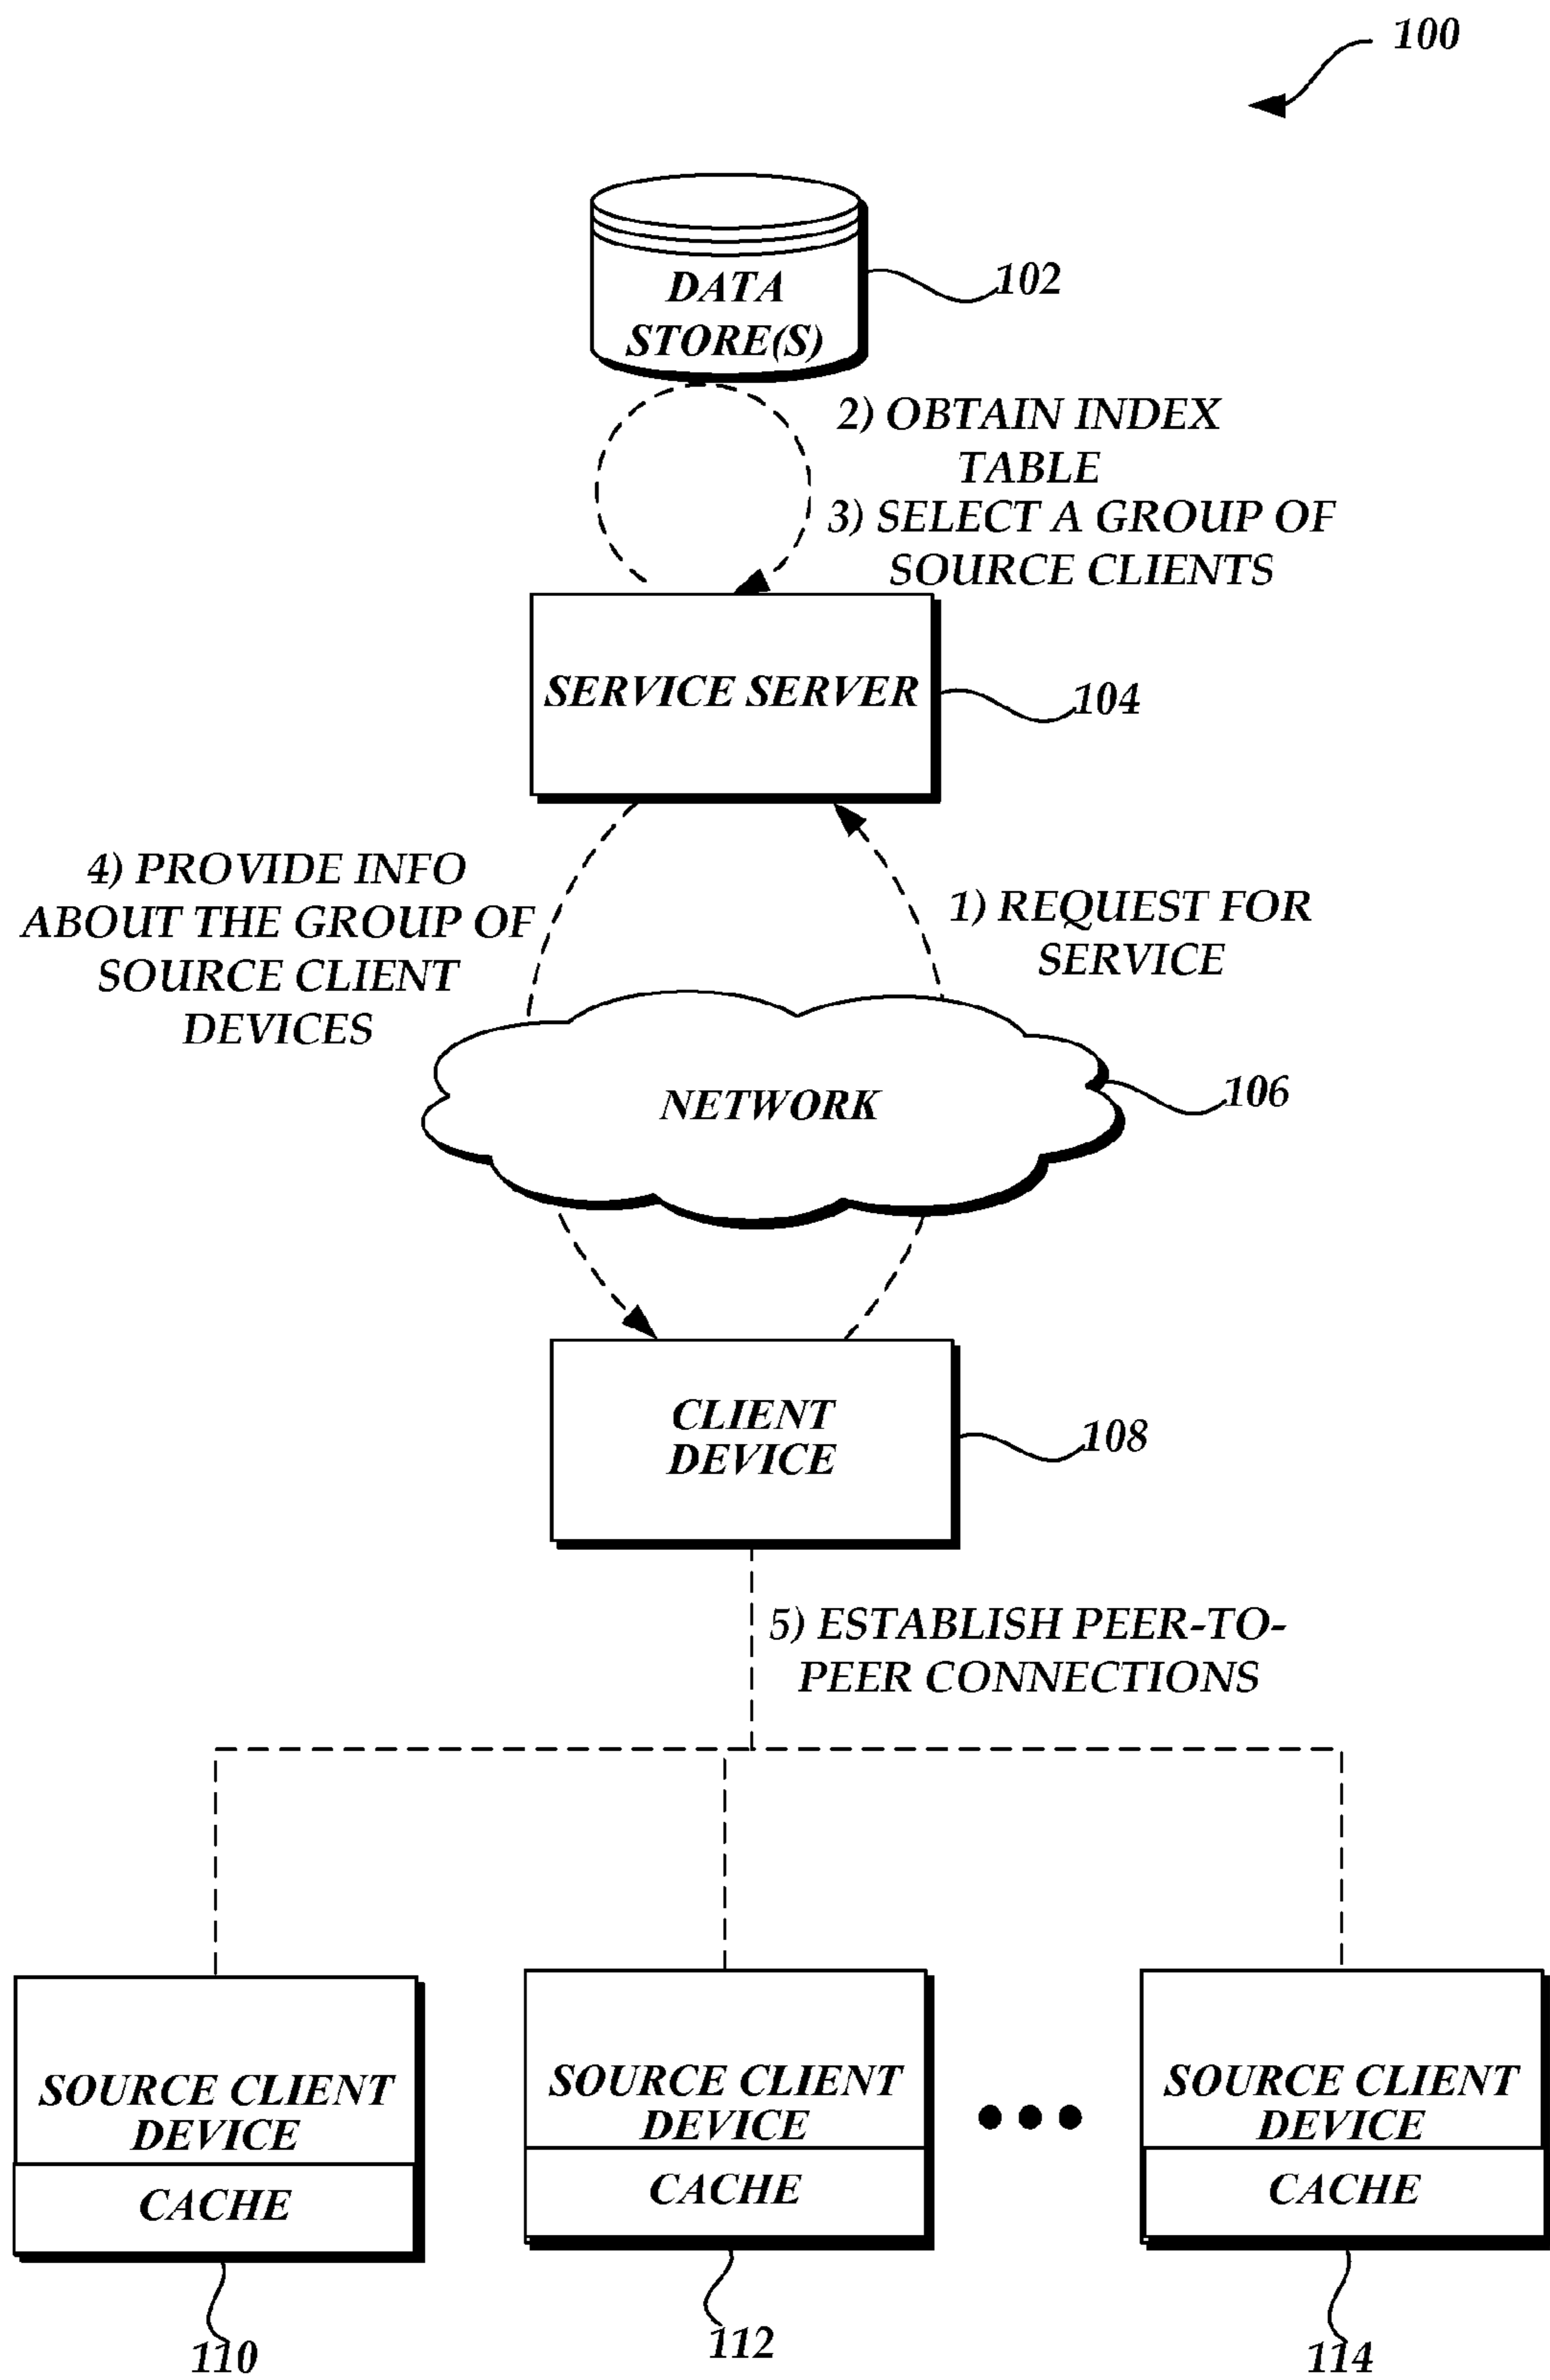 100
DATA
STORE(S)
102
2) OBTAIN INDEX
TABLE
3) SELECT A GROUP OF
SOURCE CLIENTS
SERVICE SERVER
104
4) PROVIDE INFO
ABOUT THE GROUP OF
SOURCE CLIENT
DEVICES
1) REQUEST FOR
SERVICE
NETWORK
106
CLIENT
DEVICE
108
5) ESTABLISH PEER-TO-
PEER CONNECTIONS
SOURCE CLIENT
DEVICE
CACHE
110
SOURCE CLIENT
DEVICE
CACHE
112
SOURCE CLIENT
DEVICE
CACHE
114